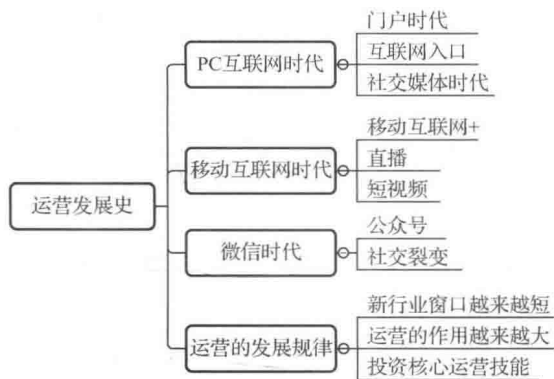 运营发展史
PC互联网时代
门户时代
互联网入口
社交媒体时代
移动互联网时代
移动互联网+
直播
短视频
微信时代
公众号
社交裂变
运营的发展规律
新行业窗口越来越短
运营的作用越来越大
投资核心运营技能